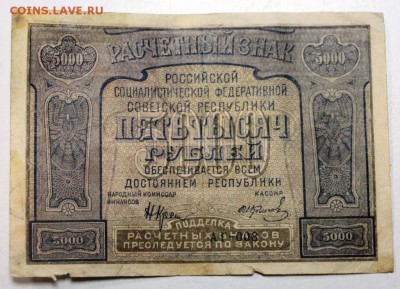 COINS.LAVE.RU
РАСЧЕТНЫЙ ЗНАК
5000 5000
РОССИЙСКОЙ
СОЦИАЛИСТИЧЕСКОЙ ФЕДЕРАТИВНОЙ
СОВЕТСКОЙ РЕСПУБЛИКИ
ПЯТЬ ТЫСЯЧ
РУБЛЕЙ
ОБЕСПЕЧИВАЕТСЯ ВСЕМ
ДОСТОЯНИЕМ РЕСПУБЛИКИ
НАРОДНЫЙ КОМИССАР КАССИР
ФИНАНСОВ
ПОДДЕЛКА
5000 РАСЧЕТНЫХ ЗНАКОВ 5000
ПРЕСЛЕДУЕТСЯ ПО ЗАКОНУ